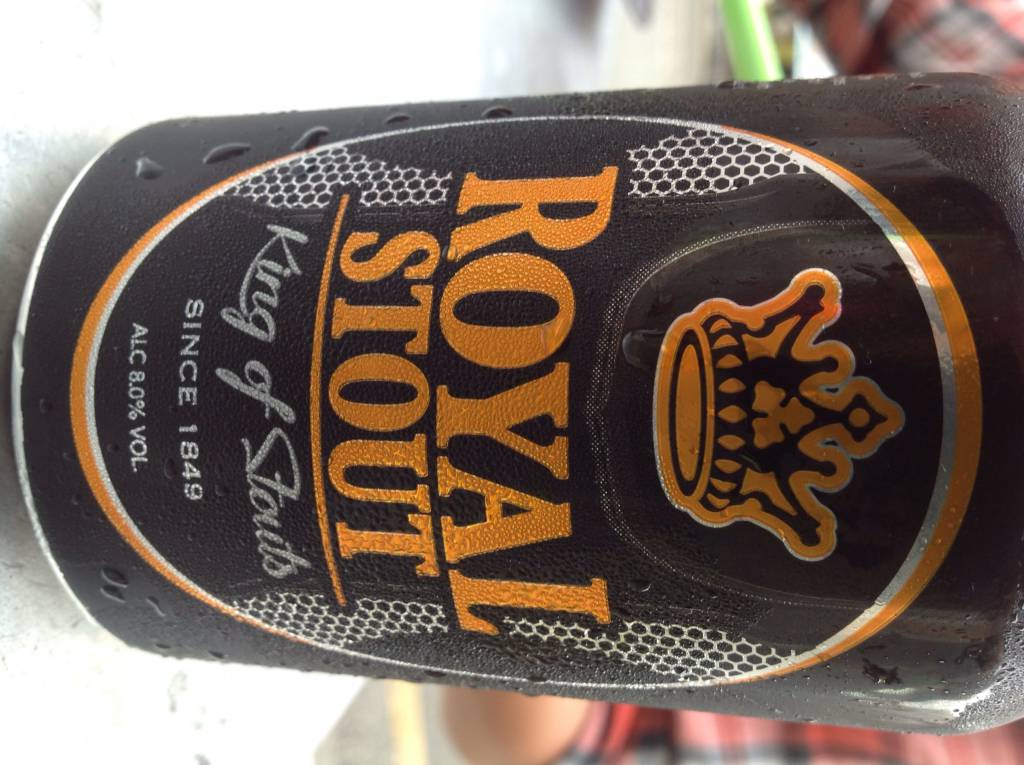 ROYAL
STOUT
King of Stouts
SINCE 1849
ALC 8.0% VOL.